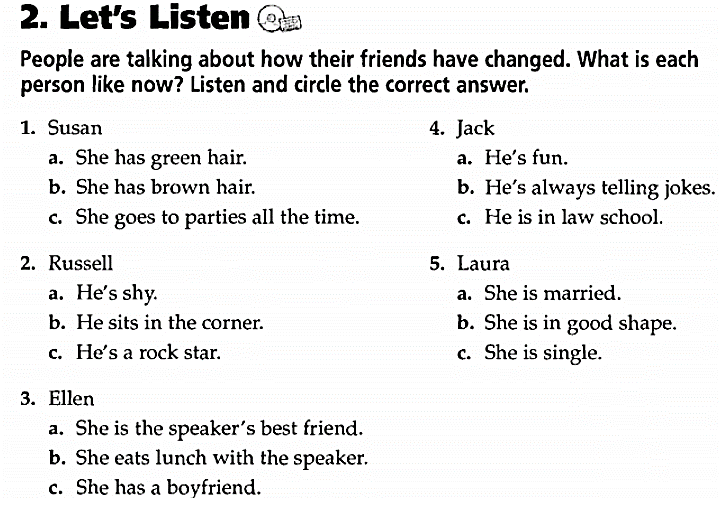 2. Let's Listen
People are talking about how their friends have changed. What is each
person like now? Listen and circle the correct answer.
1. Susan
a. She has green hair.
b. She has brown hair.
c. She goes to parties all the time.
2. Russell
a. He's shy.
b. He sits in the corner.
c. He's a rock star.
3. Ellen
a. She is the speaker's best friend.
b. She eats lunch with the speaker.
c. She has a boyfriend.
4. Jack
a. He's fun.
b. He's always telling jokes.
c. He is in law school.
5. Laura
a. She is married.
b. She is in good shape.
c. She is single.